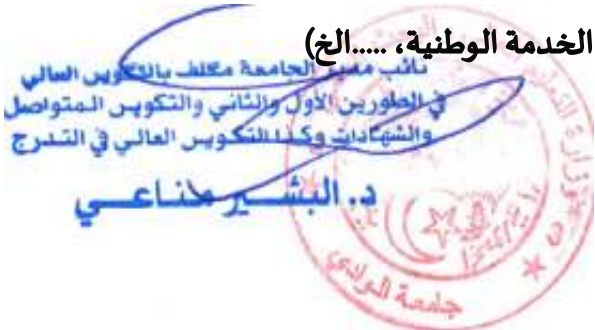 الخدمة الوطنية، .....الخ)
نائب مدير الجامعة مكلف بالتكوين العالي
في الطورين الأول والثاني والتكوين المتواصل
والشهادات وكذا التكوين العالي في التدرج
د. البشير مناعي
جامعة الوادي